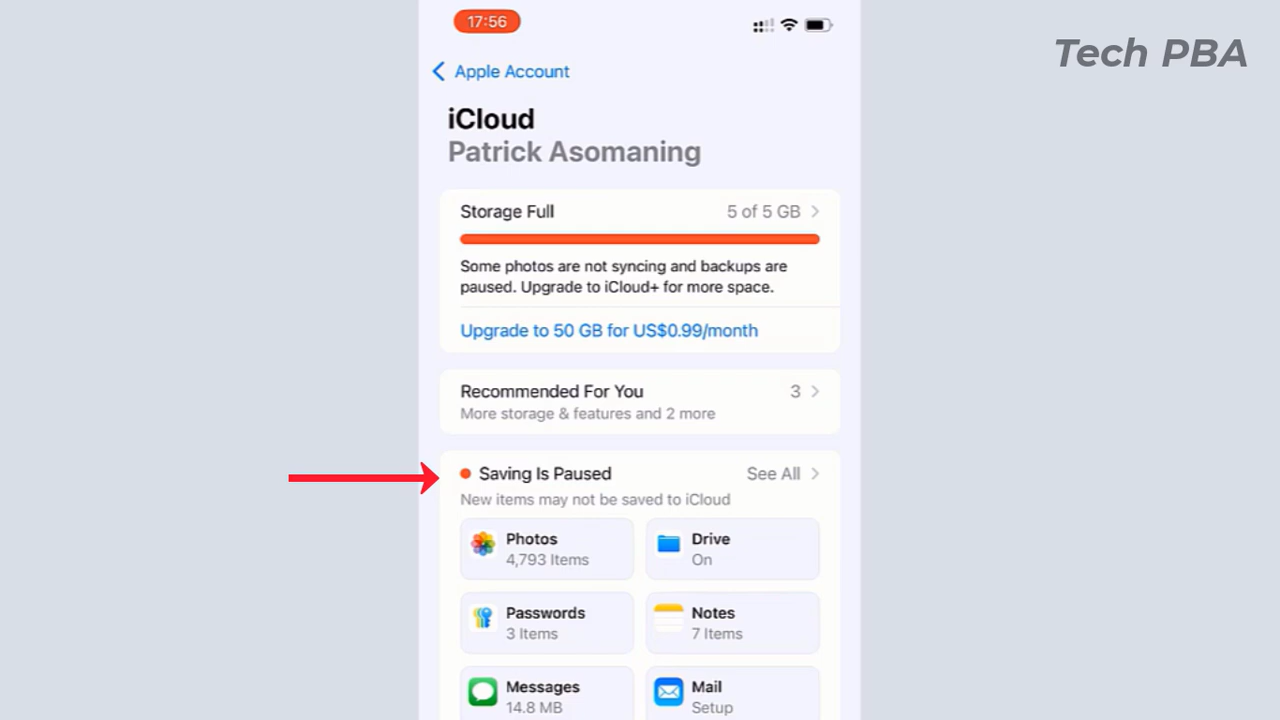 17:56
Tech PBA
Apple Account
iCloud
Patrick Asomaning
Storage Full 5 of 5 GB
Some photos are not syncing and backups are
paused. Upgrade to iCloud+ for more space.
Upgrade to 50 GB for US$0.99/month
Recommended For You 3
More storage & features and 2 more
Saving Is Paused See All
New items may not be saved to iCloud
Photos Drive
4,793 Items On
Passwords Notes
3 Items 7 Items
Messages Mail
14.8 MB Setup